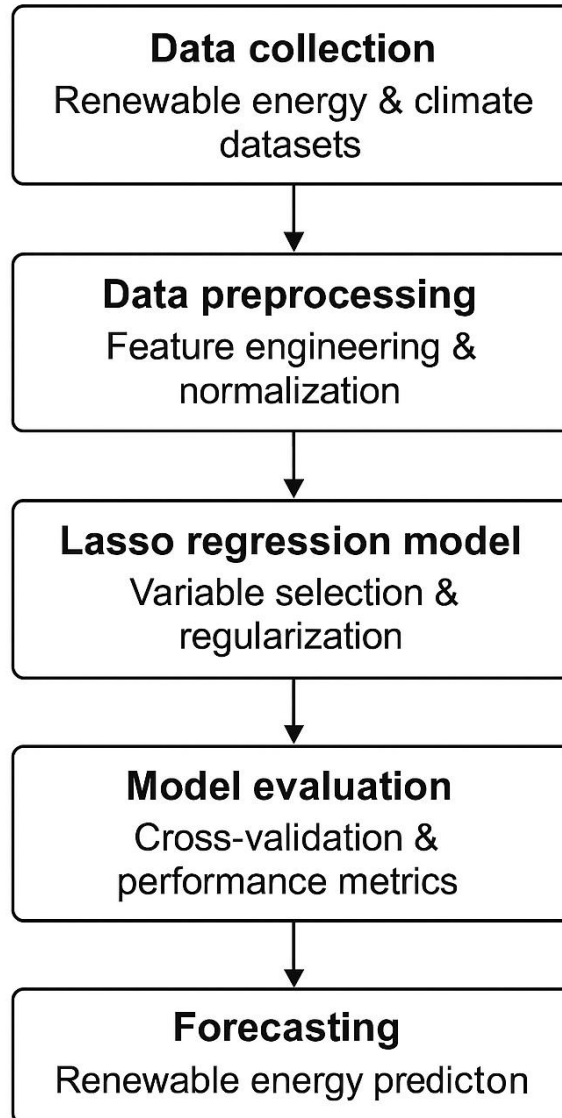 Data collection
Renewable energy & climate
datasets
Data preprocessing
Feature engineering &
normalization
Lasso regression model
Variable selection &
regularization
Model evaluation
Cross-validation &
performance metrics
Forecasting
Renewable energy predicton